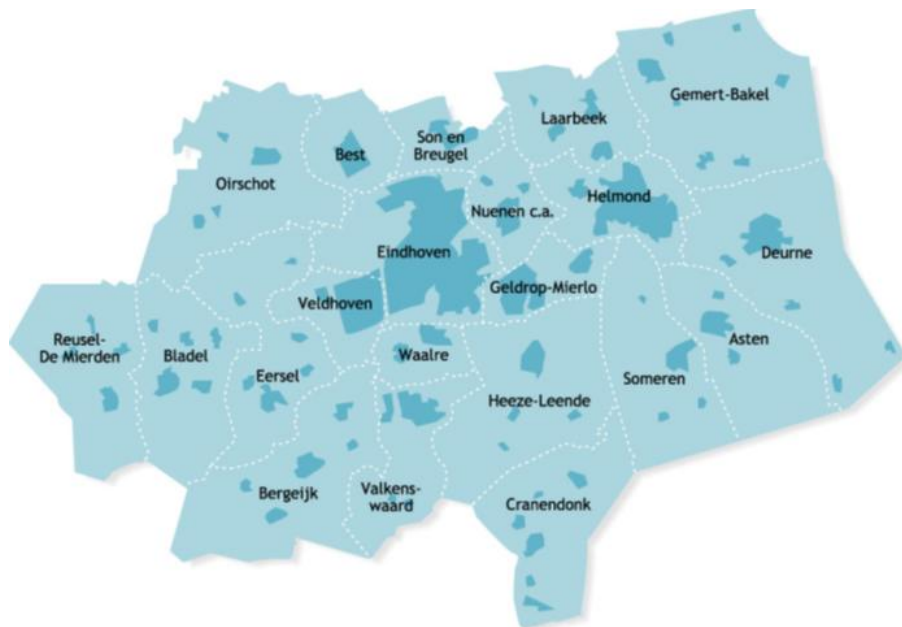 Gemert-Bakel
Laarbeek
Son en
Breugel
Best
Oirschot
Helmond
Nuenen c.a.
Eindhoven
Deurne
Geldrop-Mierlo
Veldhoven
Reusel-
De Mierden
Bladel
Waalre
Asten
Eersel
Someren
Heeze-Leende
Bergeijk
Valkens-
waard
Cranendonk